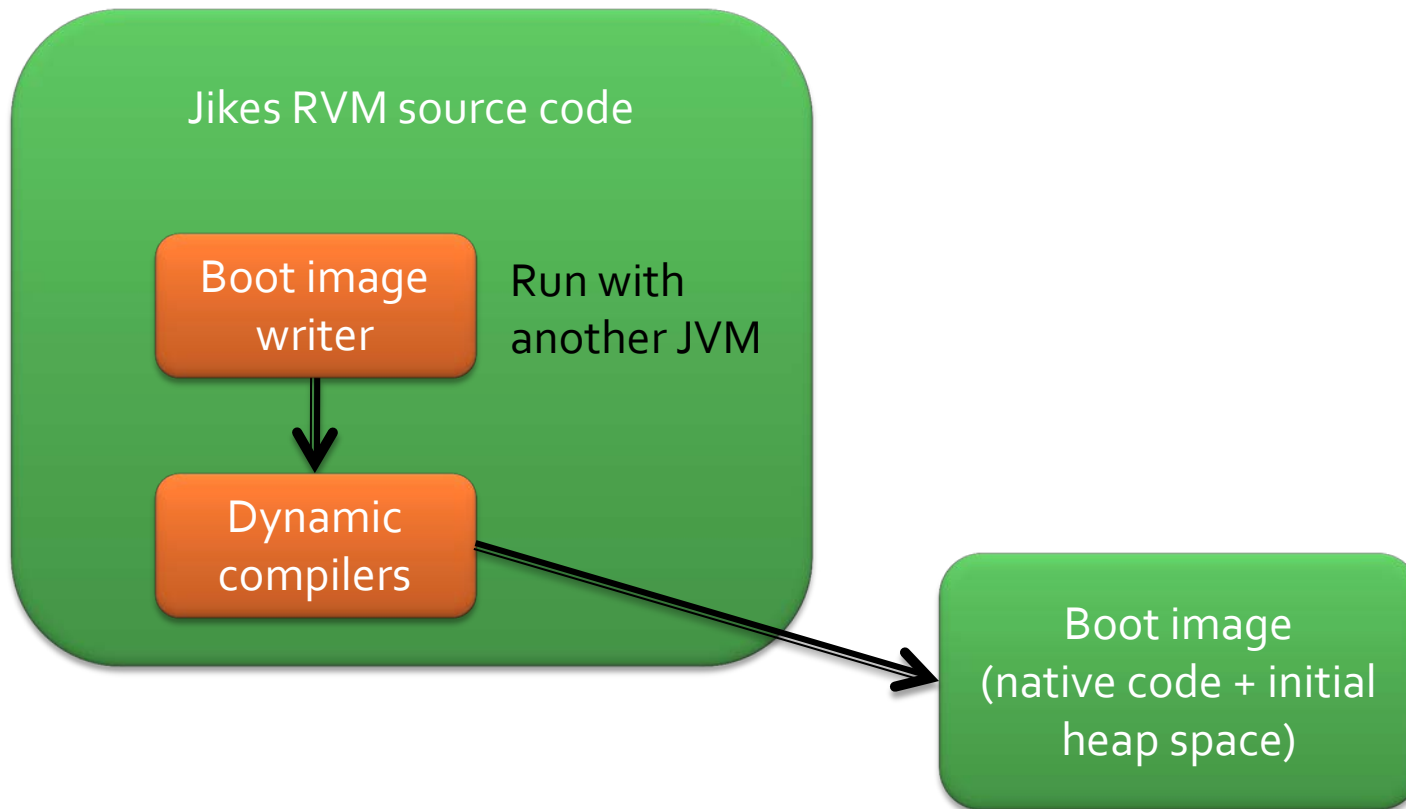 Jikes RVM source code
Boot image
writer
Run with
another JVM
Dynamic
compilers
Boot image
(native code + initial
heap space)